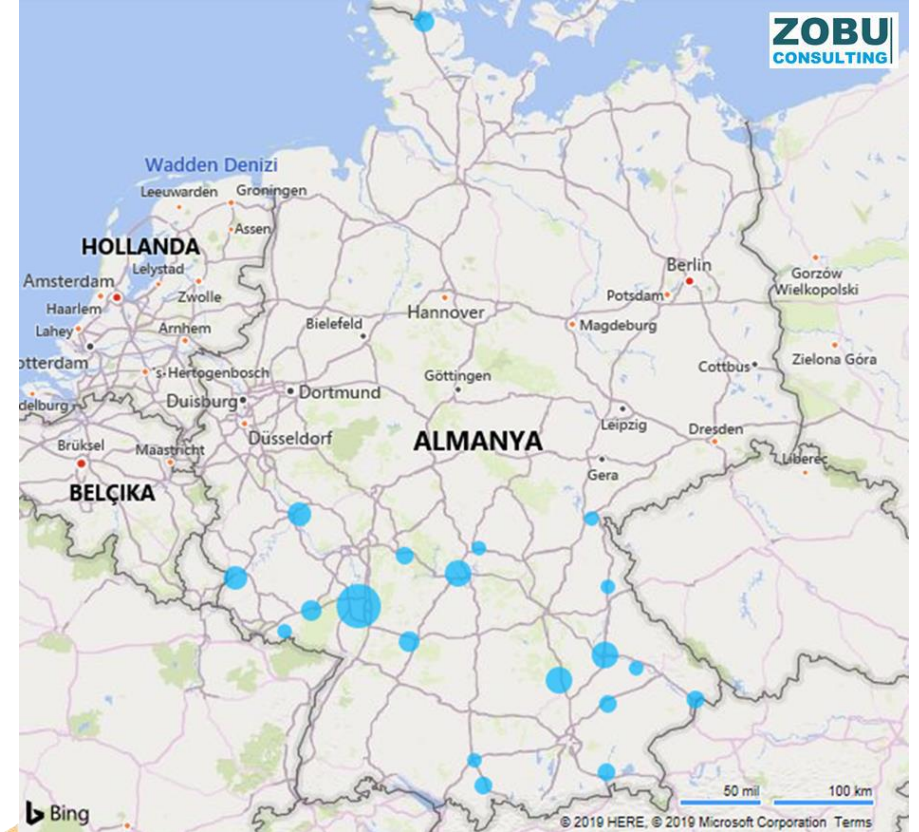 ZOBU
CONSULTING
Wadden Denizi
Leeuwarden
Groningen
Assen
HOLLANDA
Lelystad
Amsterdam
Haarlem
Zwolle
Lahey
Arnhem
otterdam
's-Hertogenbosch
delburg
Duisburg
Dortmund
Düsseldorf
Brüksel
Maastricht
BELÇIKA
Bielefeld
Hannover
Göttingen
ALMANYA
Berlin
Potsdam
Magdeburg
Gorzów
Wielkopolski
Cottbus
Zielona Góra
Leipzig
Dresden
Gera
Liberec
Bing
50 mil
100 km
© 2019 HERE, © 2019 Microsoft Corporation Terms